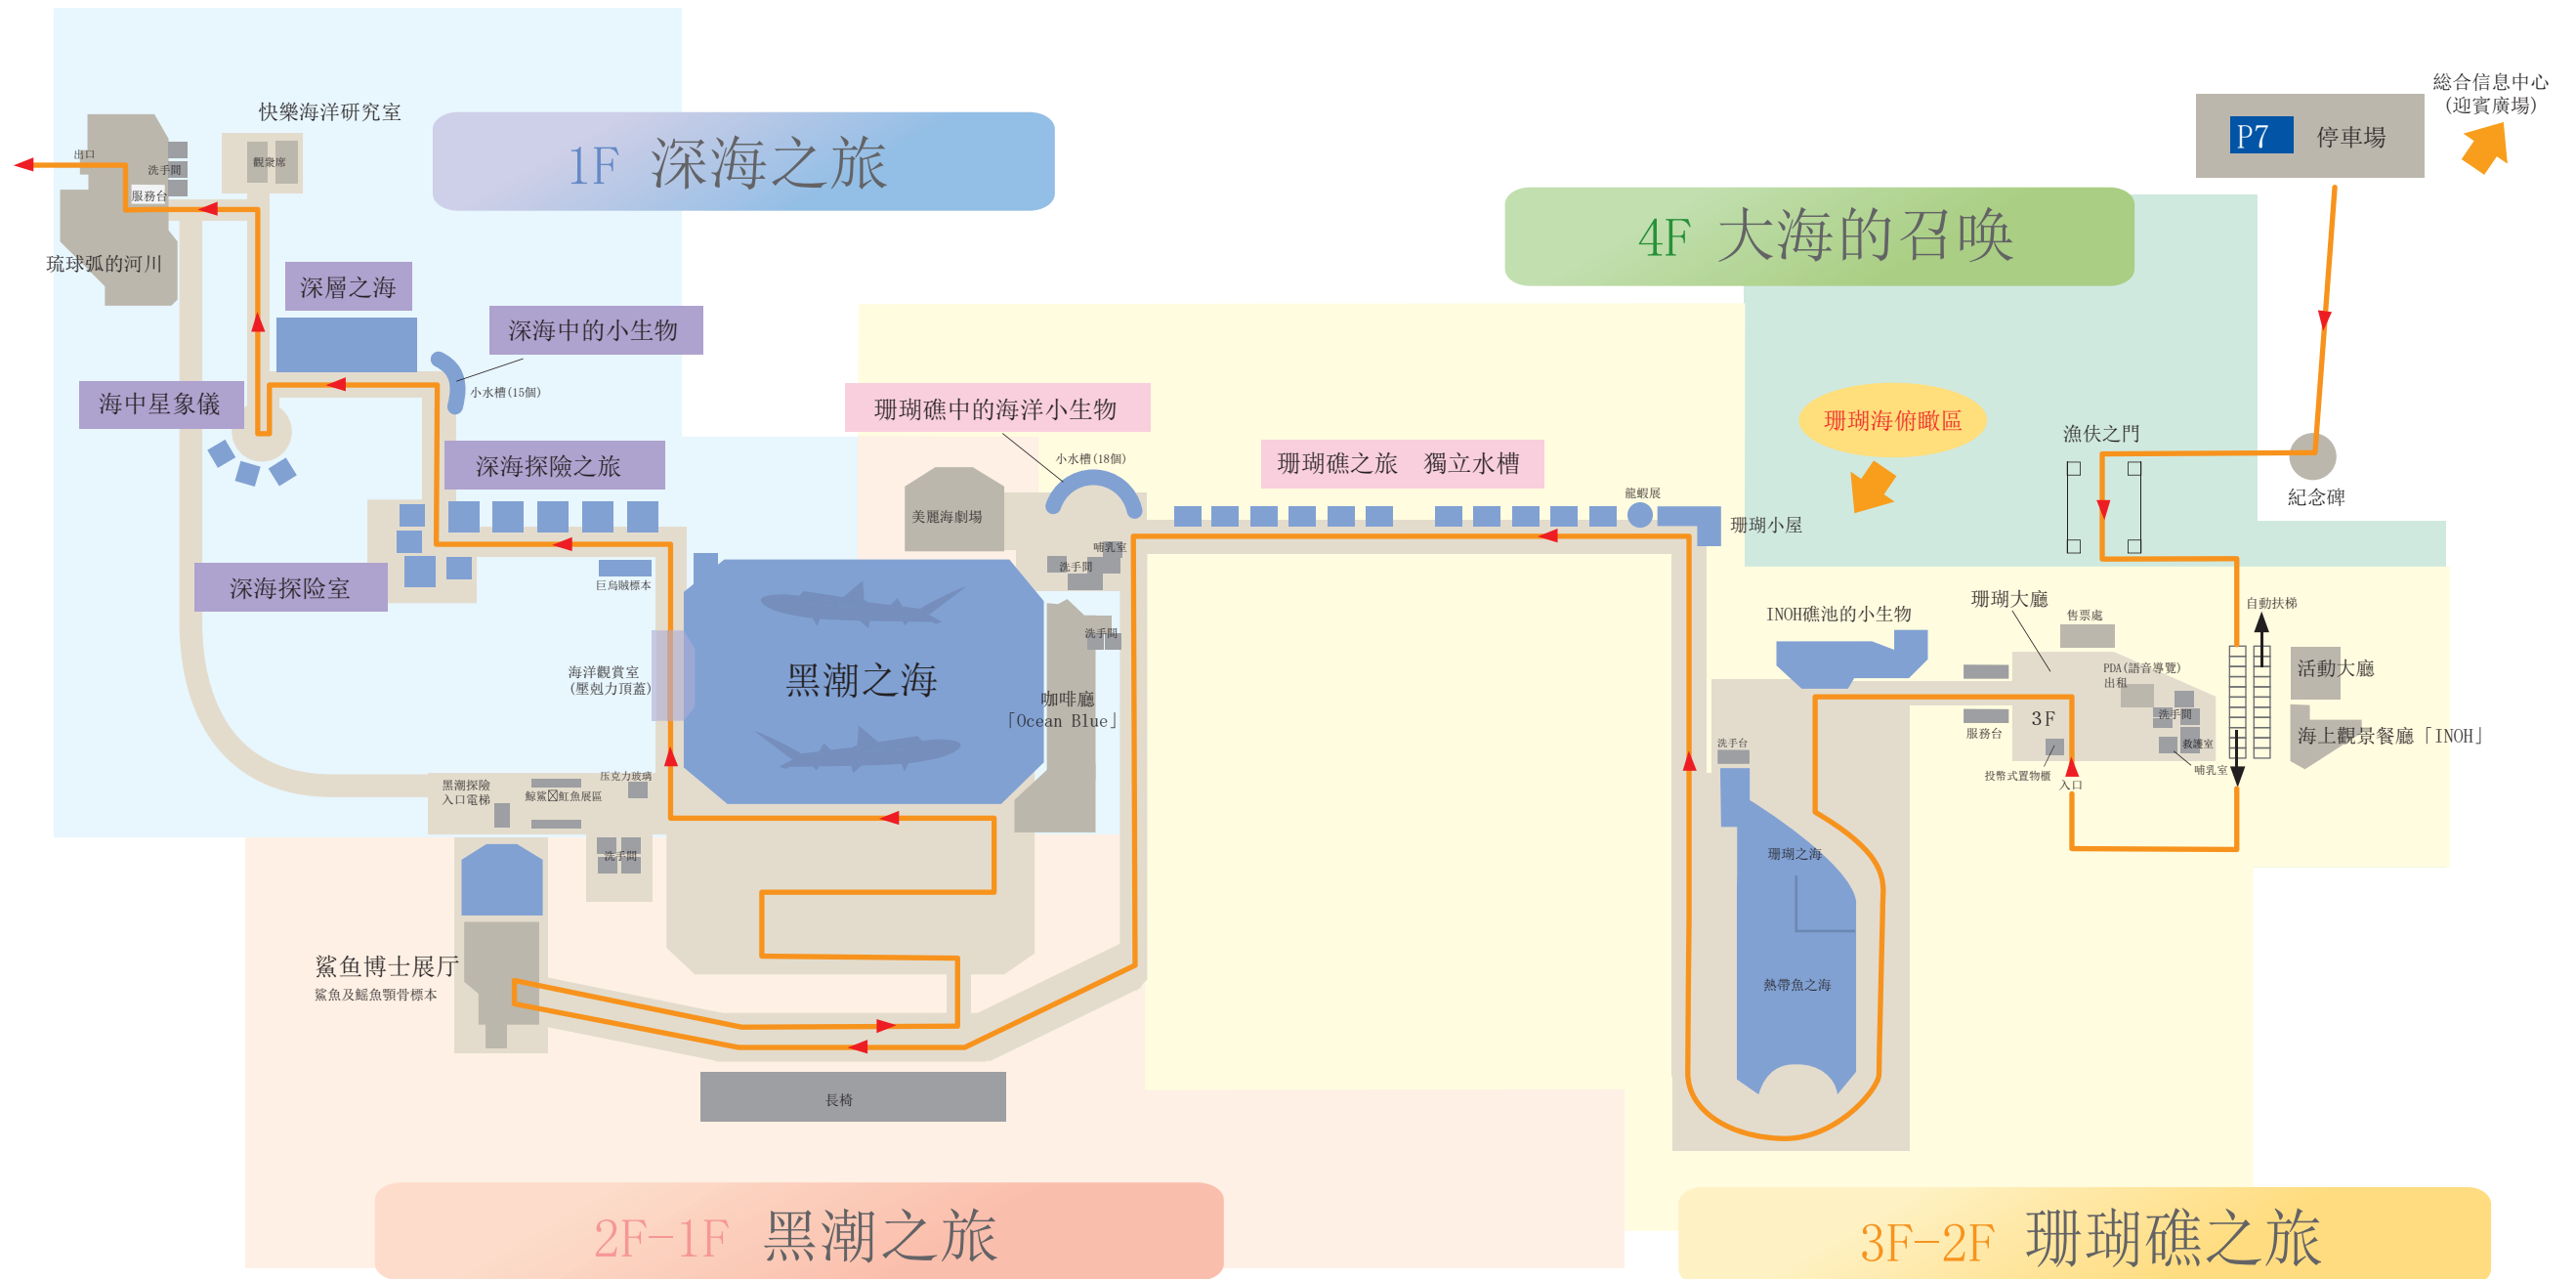 総合信息中心
(迎賓廣場)
P7 停車場
快樂海洋研究室
觀衆席
出口
洗手間
服務台
琉球弧的河川
1F 深海之旅
4F 大海的召唤
深層之海
深海中的小生物
小水槽(15個)
海中星象儀
深海探險之旅
深海探险室
巨烏賊標本
珊瑚礁中的海洋小生物
小水槽(18個)
美麗海劇場
哺乳室
洗手間
珊瑚礁之旅 獨立水槽
龍蝦展
珊瑚小屋
珊瑚海俯瞰區
漁伕之門
紀念碑
海洋觀賞室
(壓剋力頂蓋)
黑潮之海
洗手間
咖啡廳
「Ocean Blue」
INOH礁池的小生物
珊瑚大廳
售票處
PDA(語音導覽)
出租
洗手間
救護室
哺乳室
3F
服務台
投幣式置物櫃
入口
自動扶梯
活動大廳
海上觀景餐廳「INOH」
洗手台
珊瑚之海
熱帶魚之海
黑潮探險
入口電梯
鯨鯊〼魟魚展區
压克力玻璃
洗手間
鯊鱼博士展厅
鯊魚及鰩魚顎骨標本
長椅
2F-1F 黑潮之旅
3F-2F 珊瑚礁之旅